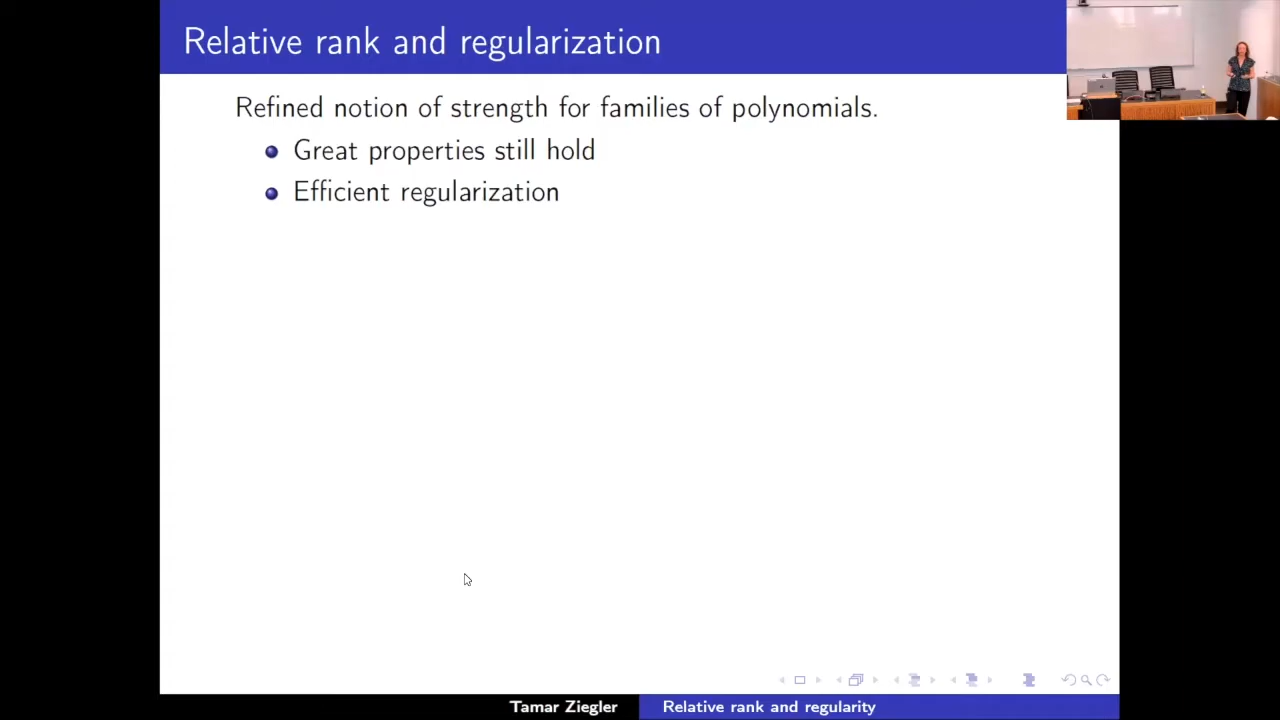 Relative rank and regularization
Refined notion of strength for families of polynomials.
Great properties still hold
Efficient regularization
Tamar Ziegler
Relative rank and regularity